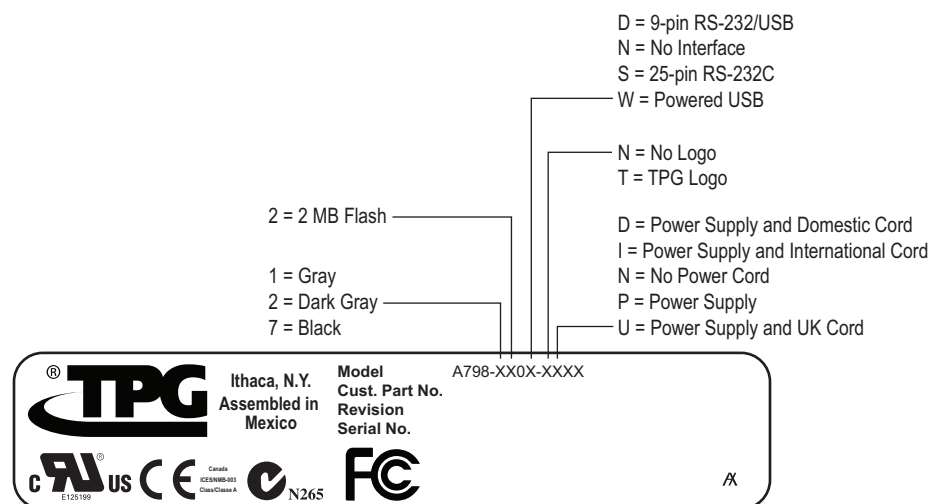 D = 9-pin RS-232/USB
N = No Interface
S = 25-pin RS-232C
W = Powered USB
N = No Logo
T = TPG Logo
2 = 2 MB Flash
D = Power Supply and Domestic Cord
I = Power Supply and International Cord
1 = Gray
N = No Power Cord
2 = Dark Gray
P = Power Supply
7 = Black
U = Power Supply and UK Cord
® TPG
Ithaca, N.Y.
Assembled in
Mexico
Model A798-XX0X-XXXX
Cust. Part No.
Revision
Serial No.
C RU ® US
E125199
CE
Canada
ICES/NMB-003
Class/Classe A
C
N265
FC